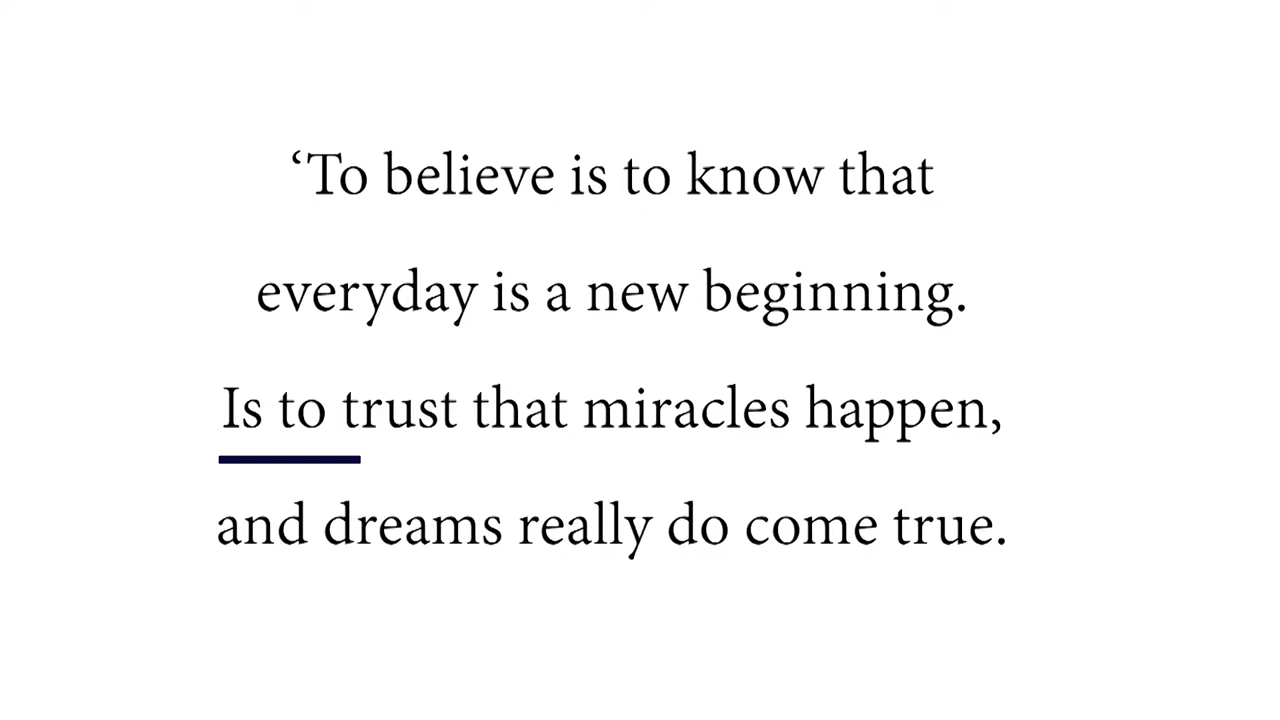 ‘To believe is to know that
everyday is a new beginning.
Is to trust that miracles happen,
and dreams really do come true.